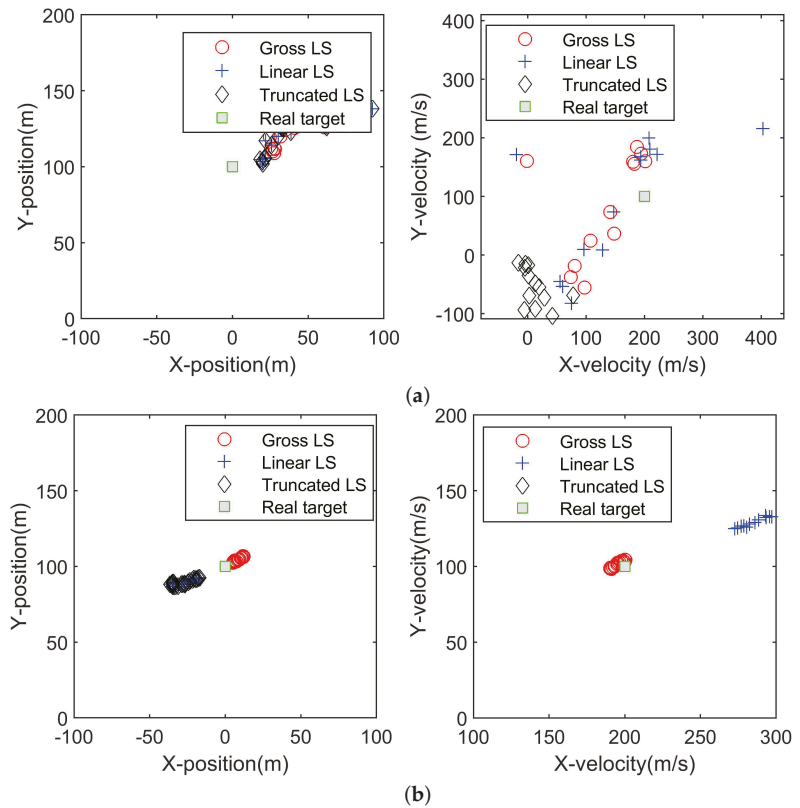 200
150
100
50
0
Y-position(m)
-100
-50
0
50
100
X-position(m)
Gross LS
Linear LS
Truncated LS
Real target
400
300
200
100
0
-100
Y-velocity (m/s)
0
100
200
300
400
X-velocity (m/s)
Gross LS
Linear LS
Truncated LS
Real target
(a)
200
150
100
50
0
Y-position(m)
-100
-50
0
50
100
X-position(m)
Gross LS
Linear LS
Truncated LS
Real target
200
150
100
50
0
Y-velocity(m/s)
100
150
200
250
300
X-velocity(m/s)
Gross LS
Linear LS
Truncated LS
Real target
(b)